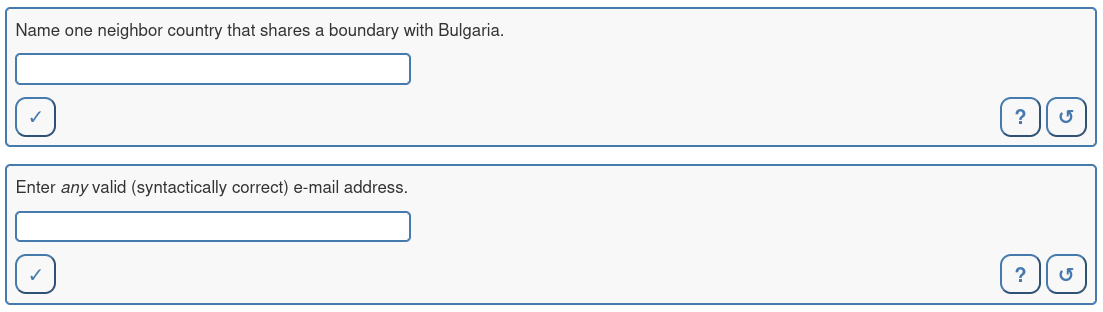 Name one neighbor country that shares a boundary with Bulgaria.
✓
? ↺
Enter any valid (syntactically correct) e-mail address.
✓
? ↺